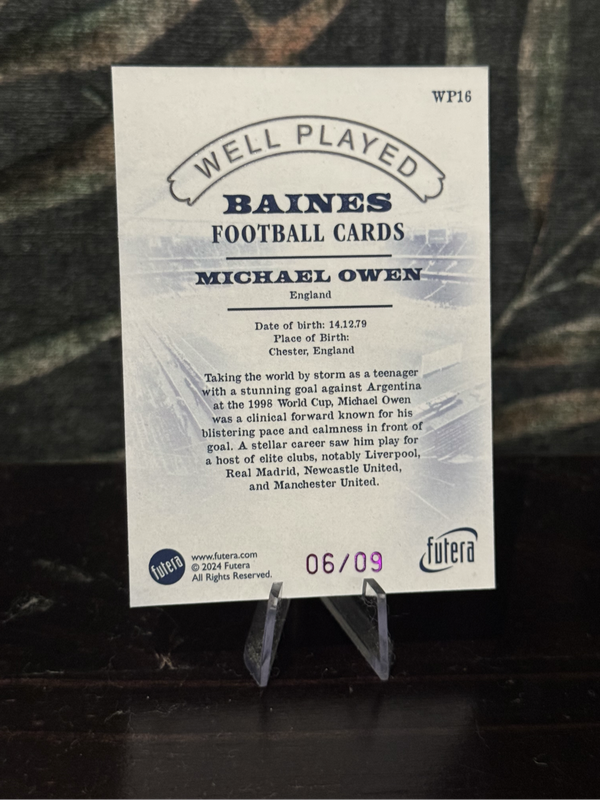 WP16
WELL PLAYED
BAINES
FOOTBALL CARDS
MICHAEL OWEN
England
Date of birth: 14.12.79
Place of Birth:
Chester, England
Taking the world by storm as a teenager
with a stunning goal against Argentina
at the 1998 World Cup, Michael Owen
was a clinical forward known for his
blistering pace and calmness in front of
goal. A stellar career saw him play for
a host of elite clubs, notably Liverpool,
Real Madrid, Newcastle United,
and Manchester United.
futera
www.futera.com
© 2024 Futera
All Rights Reserved.
06/09
futera